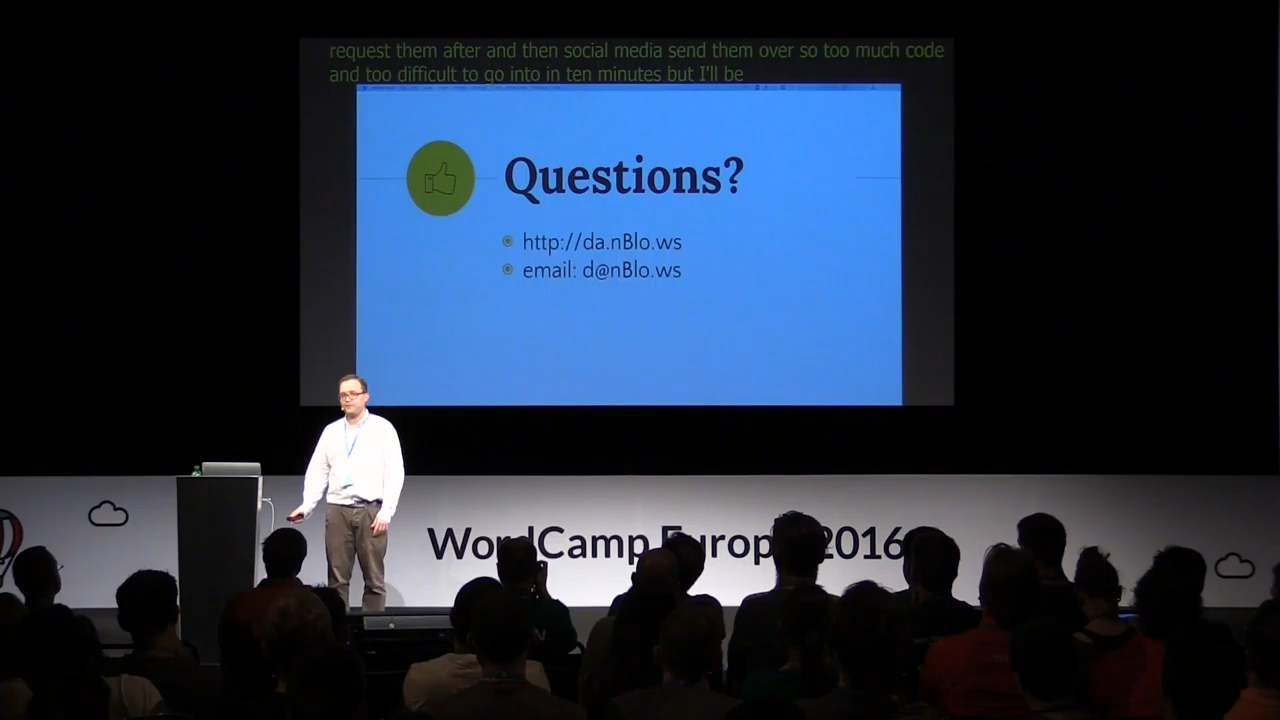 request them after and then social media send them over so too much code
and too difficult to go into in ten minutes but I'll be
Questions?
http://da.nBlo.ws
email: d@nBlo.ws
WordCamp Europe 2016